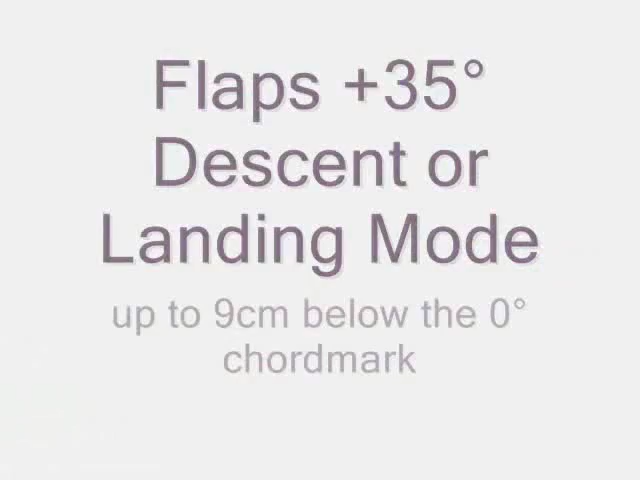 Flaps +35°
Descent or
Landing Mode
up to 9cm below the 0°
chordmark